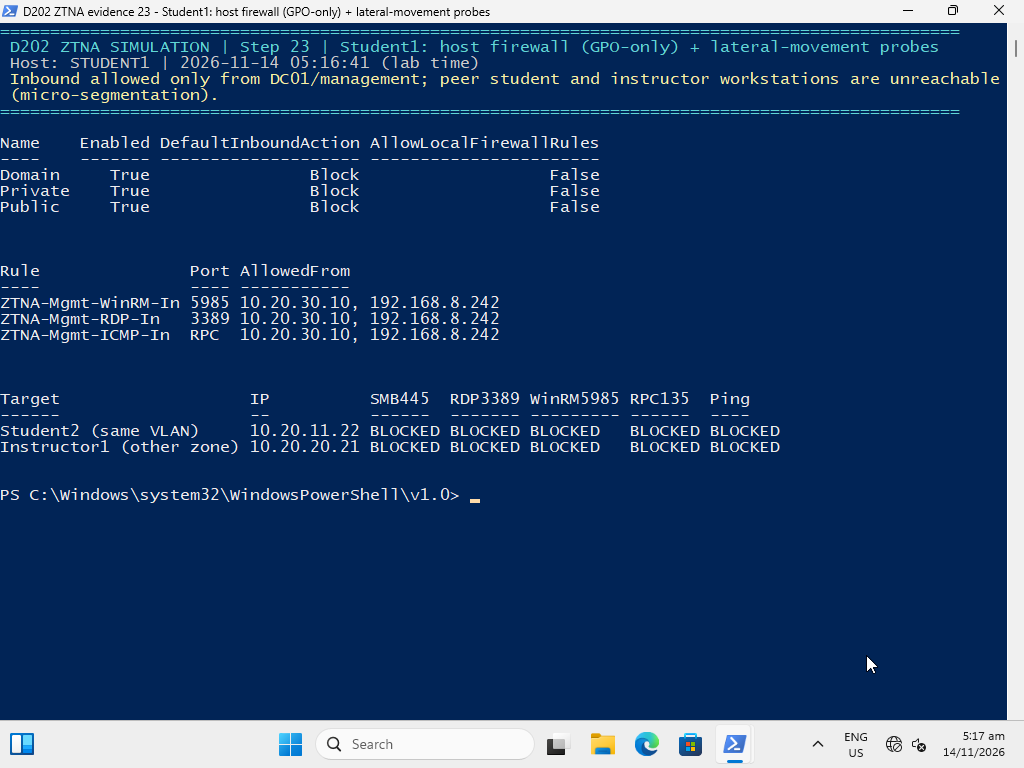 D202 ZTNA evidence 23 - Student1: host firewall (GPO-only) + lateral-movement probes
================================================================================================
D202 ZTNA SIMULATION | Step 23 | Student1: host firewall (GPO-only) + lateral-movement probes
Host: STUDENT1 | 2026-11-14 05:16:41 (lab time)
Inbound allowed only from DC01/management; peer student and instructor workstations are unreachable
(micro-segmentation).
================================================================================================
Name    Enabled DefaultInboundAction AllowLocalFirewallRules
----    ------- -------------------- -----------------------
Domain     True                Block                   False
Private    True                Block                   False
Public     True                Block                   False
Rule               Port AllowedFrom
----               ---- -----------
ZTNA-Mgmt-WinRM-In 5985 10.20.30.10, 192.168.8.242
ZTNA-Mgmt-RDP-In   3389 10.20.30.10, 192.168.8.242
ZTNA-Mgmt-ICMP-In  RPC  10.20.30.10, 192.168.8.242
Target                   IP          SMB445  RDP3389 WinRM5985 RPC135  Ping
------                   --          ------  ------- --------- ------  ----
Student2 (same VLAN)     10.20.11.22 BLOCKED BLOCKED BLOCKED   BLOCKED BLOCKED
Instructor1 (other zone) 10.20.20.21 BLOCKED BLOCKED BLOCKED   BLOCKED BLOCKED
PS C:\Windows\system32\WindowsPowerShell\v1.0> _
Search
ENG
US
5:17 am
14/11/2026